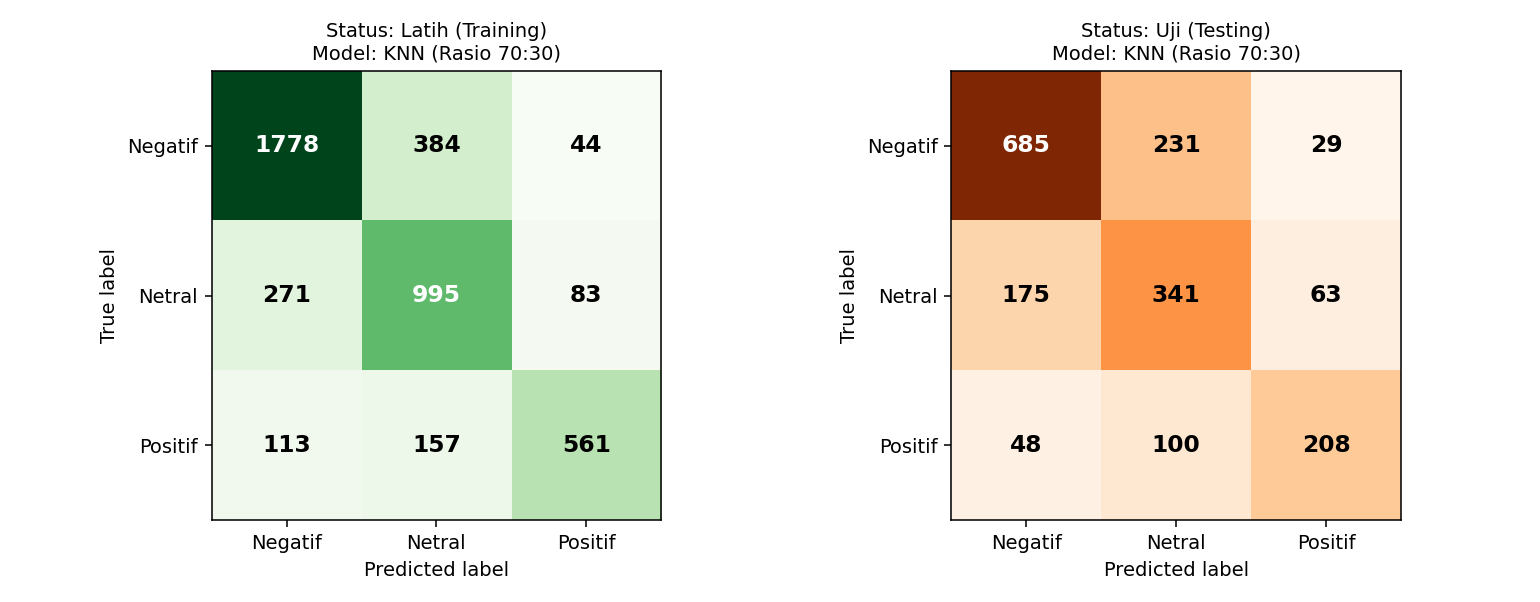 Status: Latih (Training)
Model: KNN (Rasio 70:30)
True label
Negatif 1778 384 44
Netral 271 995 83
Positif 113 157 561
Negatif Netral Positif
Predicted label
Status: Uji (Testing)
Model: KNN (Rasio 70:30)
True label
Negatif 685 231 29
Netral 175 341 63
Positif 48 100 208
Negatif Netral Positif
Predicted label